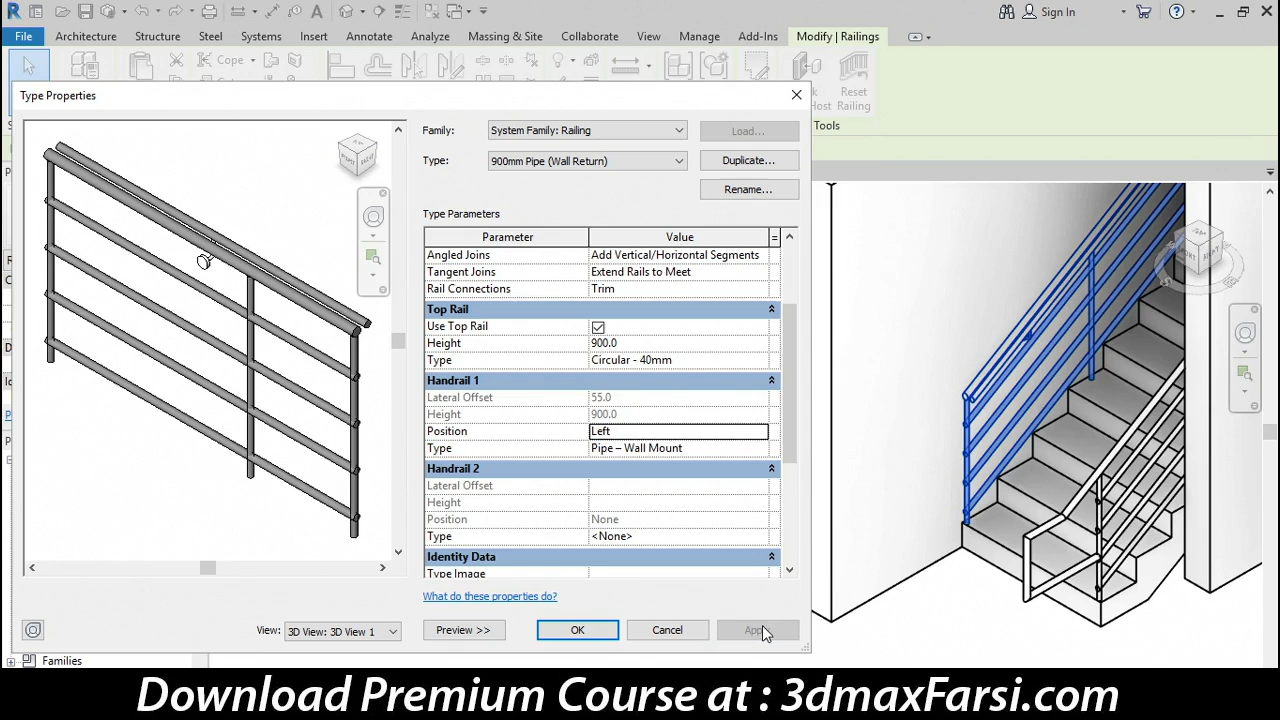 Sign In
File Architecture Structure Steel Systems Insert Annotate Analyze Massing & Site Collaborate View Manage Add-Ins Modify | Railings
Cope
Type Properties
Reset
Host Railing
Tools
Family: System Family: Railing Load...
Type: 900mm Pipe (Wall Return) Duplicate...
Rename...
Type Parameters
Parameter Value =
Angled Joins Add Vertical/Horizontal Segments
Tangent Joins Extend Rails to Meet
Rail Connections Trim
Top Rail
Use Top Rail
Height 900.0
Type Circular - 40mm
Handrail 1
Lateral Offset 55.0
Height 900.0
Position Left
Type Pipe – Wall Mount
Handrail 2
Lateral Offset
Height
Position None
Type <None>
Identity Data
Type Image
What do these properties do?
View: 3D View: 3D View 1 Preview >> OK Cancel
Families
Download Premium Course at : 3dmaxFarsi.com